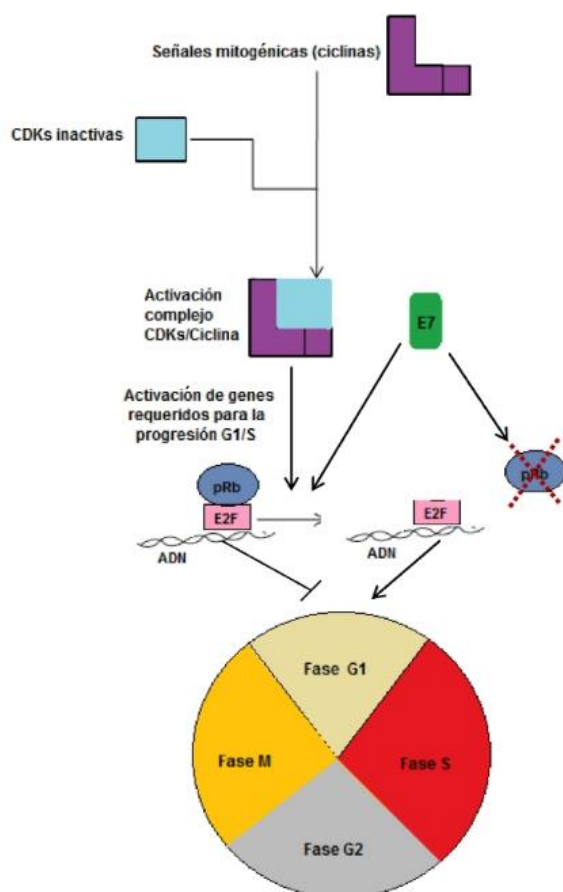 Señales mitogénicas (ciclinas)
CDKs inactivas
Activación
complejo
CDKs/Ciclina
E7
Activación de genes
requeridos para la
progresión G1/S
pRb
pRb
E2F
E2F
ADN
ADN
Fase G1
Fase M
Fase S
Fase G2